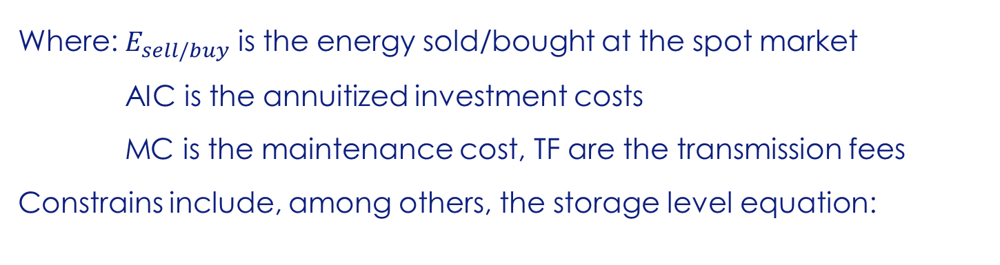 Where: E_{sell/buy} is the energy sold/bought at the spot market
AIC is the annuitized investment costs
MC is the maintenance cost, TF are the transmission fees
Constrains include, among others, the storage level equation: